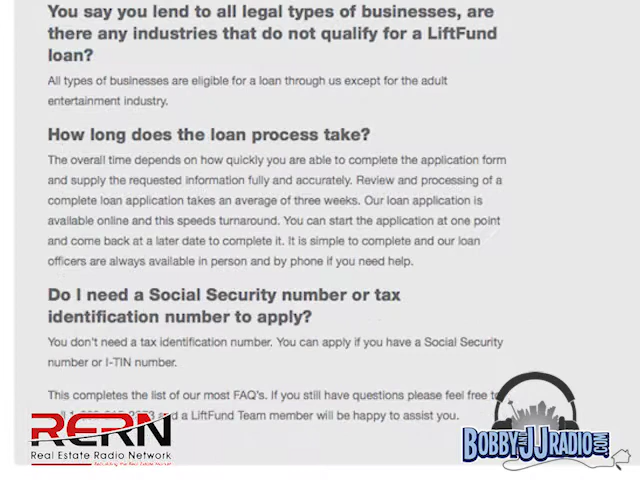 You say you lend to all legal types of businesses, are
there any industries that do not qualify for a LiftFund
loan?
All types of businesses are eligible for a loan through us except for the adult
entertainment industry.
How long does the loan process take?
The overall time depends on how quickly you are able to complete the application form
and supply the requested information fully and accurately. Review and processing of a
complete loan application takes an average of three weeks. Our loan application is
available online and this speeds turnaround. You can start the application at one point
and come back at a later date to complete it. It is simple to complete and our loan
officers are always available in person and by phone if you need help.
Do I need a Social Security number or tax
identification number to apply?
You don't need a tax identification number. You can apply if you have a Social Security
number or I-TIN number.
This completes the list of our most FAQ's. If you still have questions please feel free
a LiftFund Team member will be happy to assist you.
RERN
Real Estate Radio Network
Rebuilding the Real Estate Market
BOBBY AND JJRADIO.COM